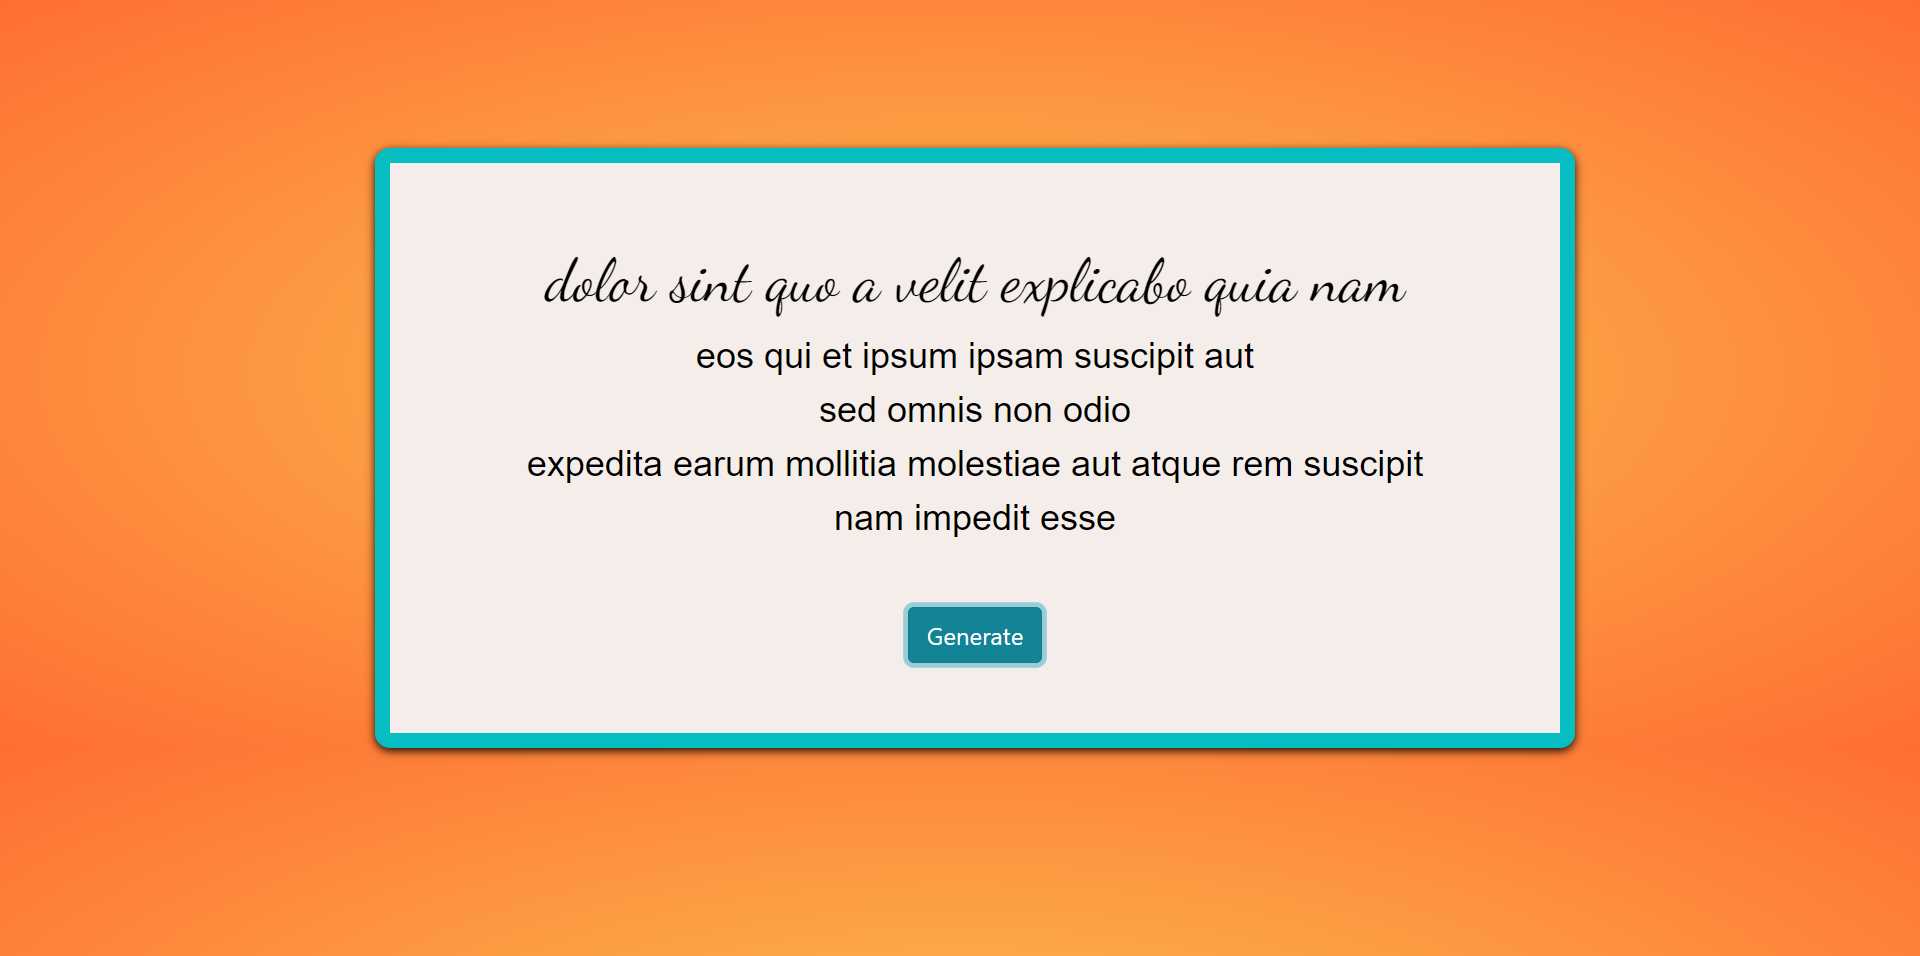 dolor sint quo a velit explicabo quia nam
eos qui et ipsum ipsam suscipit aut
sed omnis non odio
expedita earum mollitia molestiae aut atque rem suscipit
nam impedit esse
Generate